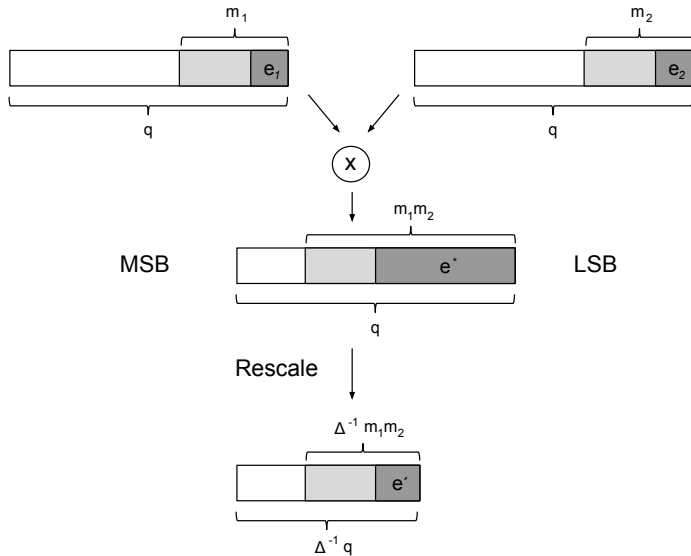 m₁ m₂
e₁ e₂
q q
x
m₁m₂
MSB e* LSB
q
Rescale
Δ⁻¹ m₁m₂
e´
Δ⁻¹ q